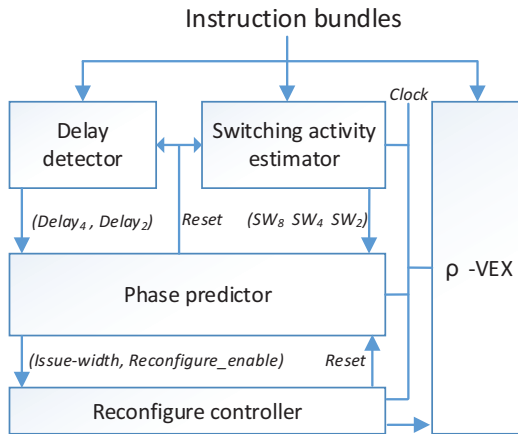 Instruction bundles
Clock
Delay
detector
Switching activity
estimator
(Delay4 , Delay2)
Reset
(SW8 SW4 SW2)
ρ -VEX
Phase predictor
(Issue-width, Reconfigure_enable)
Reset
Reconfigure controller